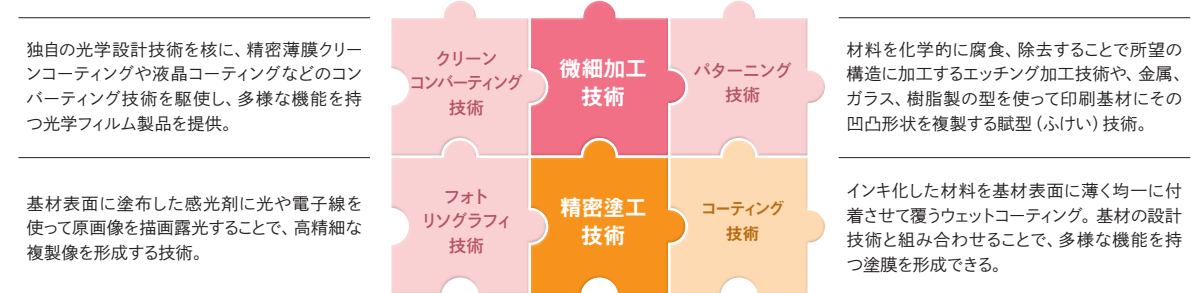 独自の光学設計技術を核に、精密薄膜クリー
ンコーティングや液晶コーティングなどのコン
バーティング技術を駆使し、多様な機能を持
つ光学フィルム製品を提供。
クリーン
コンバーティング
技術
微細加工
技術
パターニング
技術
材料を化学的に腐食、除去することで所望の
構造に加工するエッチング加工技術や、金属、
ガラス、樹脂製の型を使って印刷基材にその
凹凸形状を複製する賦型（ふけい）技術。
基材表面に塗布した感光剤に光や電子線を
使って原画像を描画露光することで、高精細な
複製像を形成する技術。
フォト
リソグラフィ
技術
精密塗工
技術
コーティング
技術
インキ化した材料を基材表面に薄く均一に付
着させて覆うウェットコーティング。基材の設計
技術と組み合わせることで、多様な機能を持
つ塗膜を形成できる。